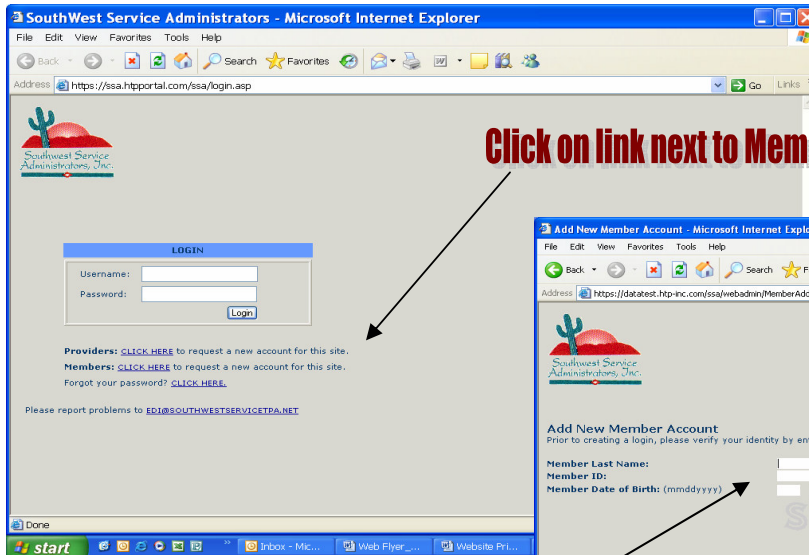 SouthWest Service Administrators - Microsoft Internet Explorer
File Edit View Favorites Tools Help
Back Search Favorites
Address https://ssa.htpportal.com/ssa/login.asp Go Links
Southwest Service
Administrators, Inc.
Click on link next to Mem
LOGIN
Username:
Password:
Login
Providers: CLICK HERE to request a new account for this site.
Members: CLICK HERE to request a new account for this site.
Forgot your password? CLICK HERE.
Please report problems to EDI@SOUTHWESTSERVICETPA.NET
Done
start Inbox - Mic... Web Flyer_... Website Pri...
Add New Member Account - Microsoft Internet Explo
File Edit View Favorites Tools Help
Back Search F
Address https://datatest.htp-inc.com/ssa/webadmin/MemberAdd
Southwest Service
Administrators, Inc.
Add New Member Account
Prior to creating a login, please verify your identity by ent
Member Last Name:
Member ID:
Member Date of Birth: (mmddyyyy)
S